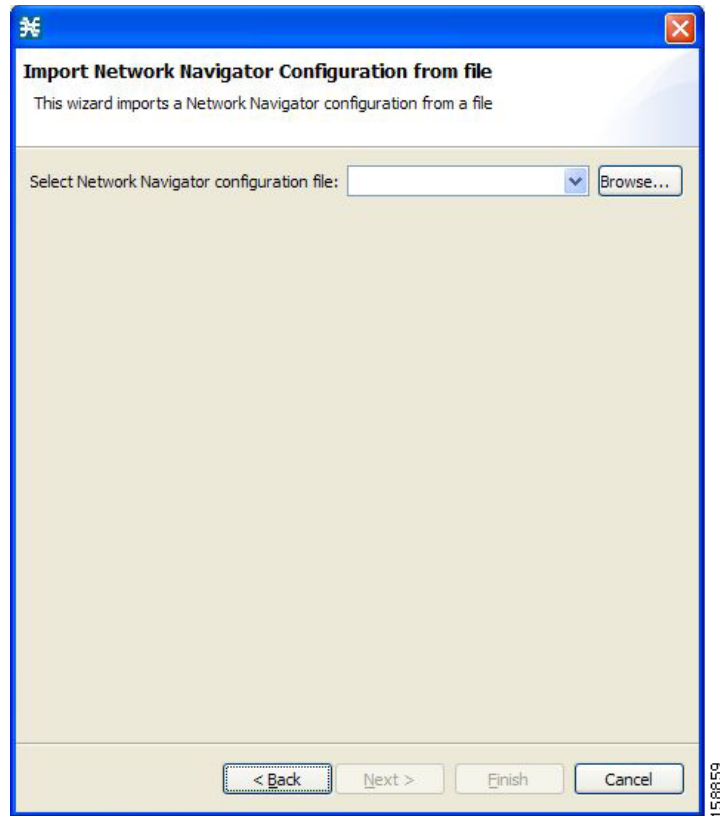 Import Network Navigator Configuration from file
This wizard imports a Network Navigator configuration from a file
Select Network Navigator configuration file: Browse...
< Back Next > Finish Cancel
158859